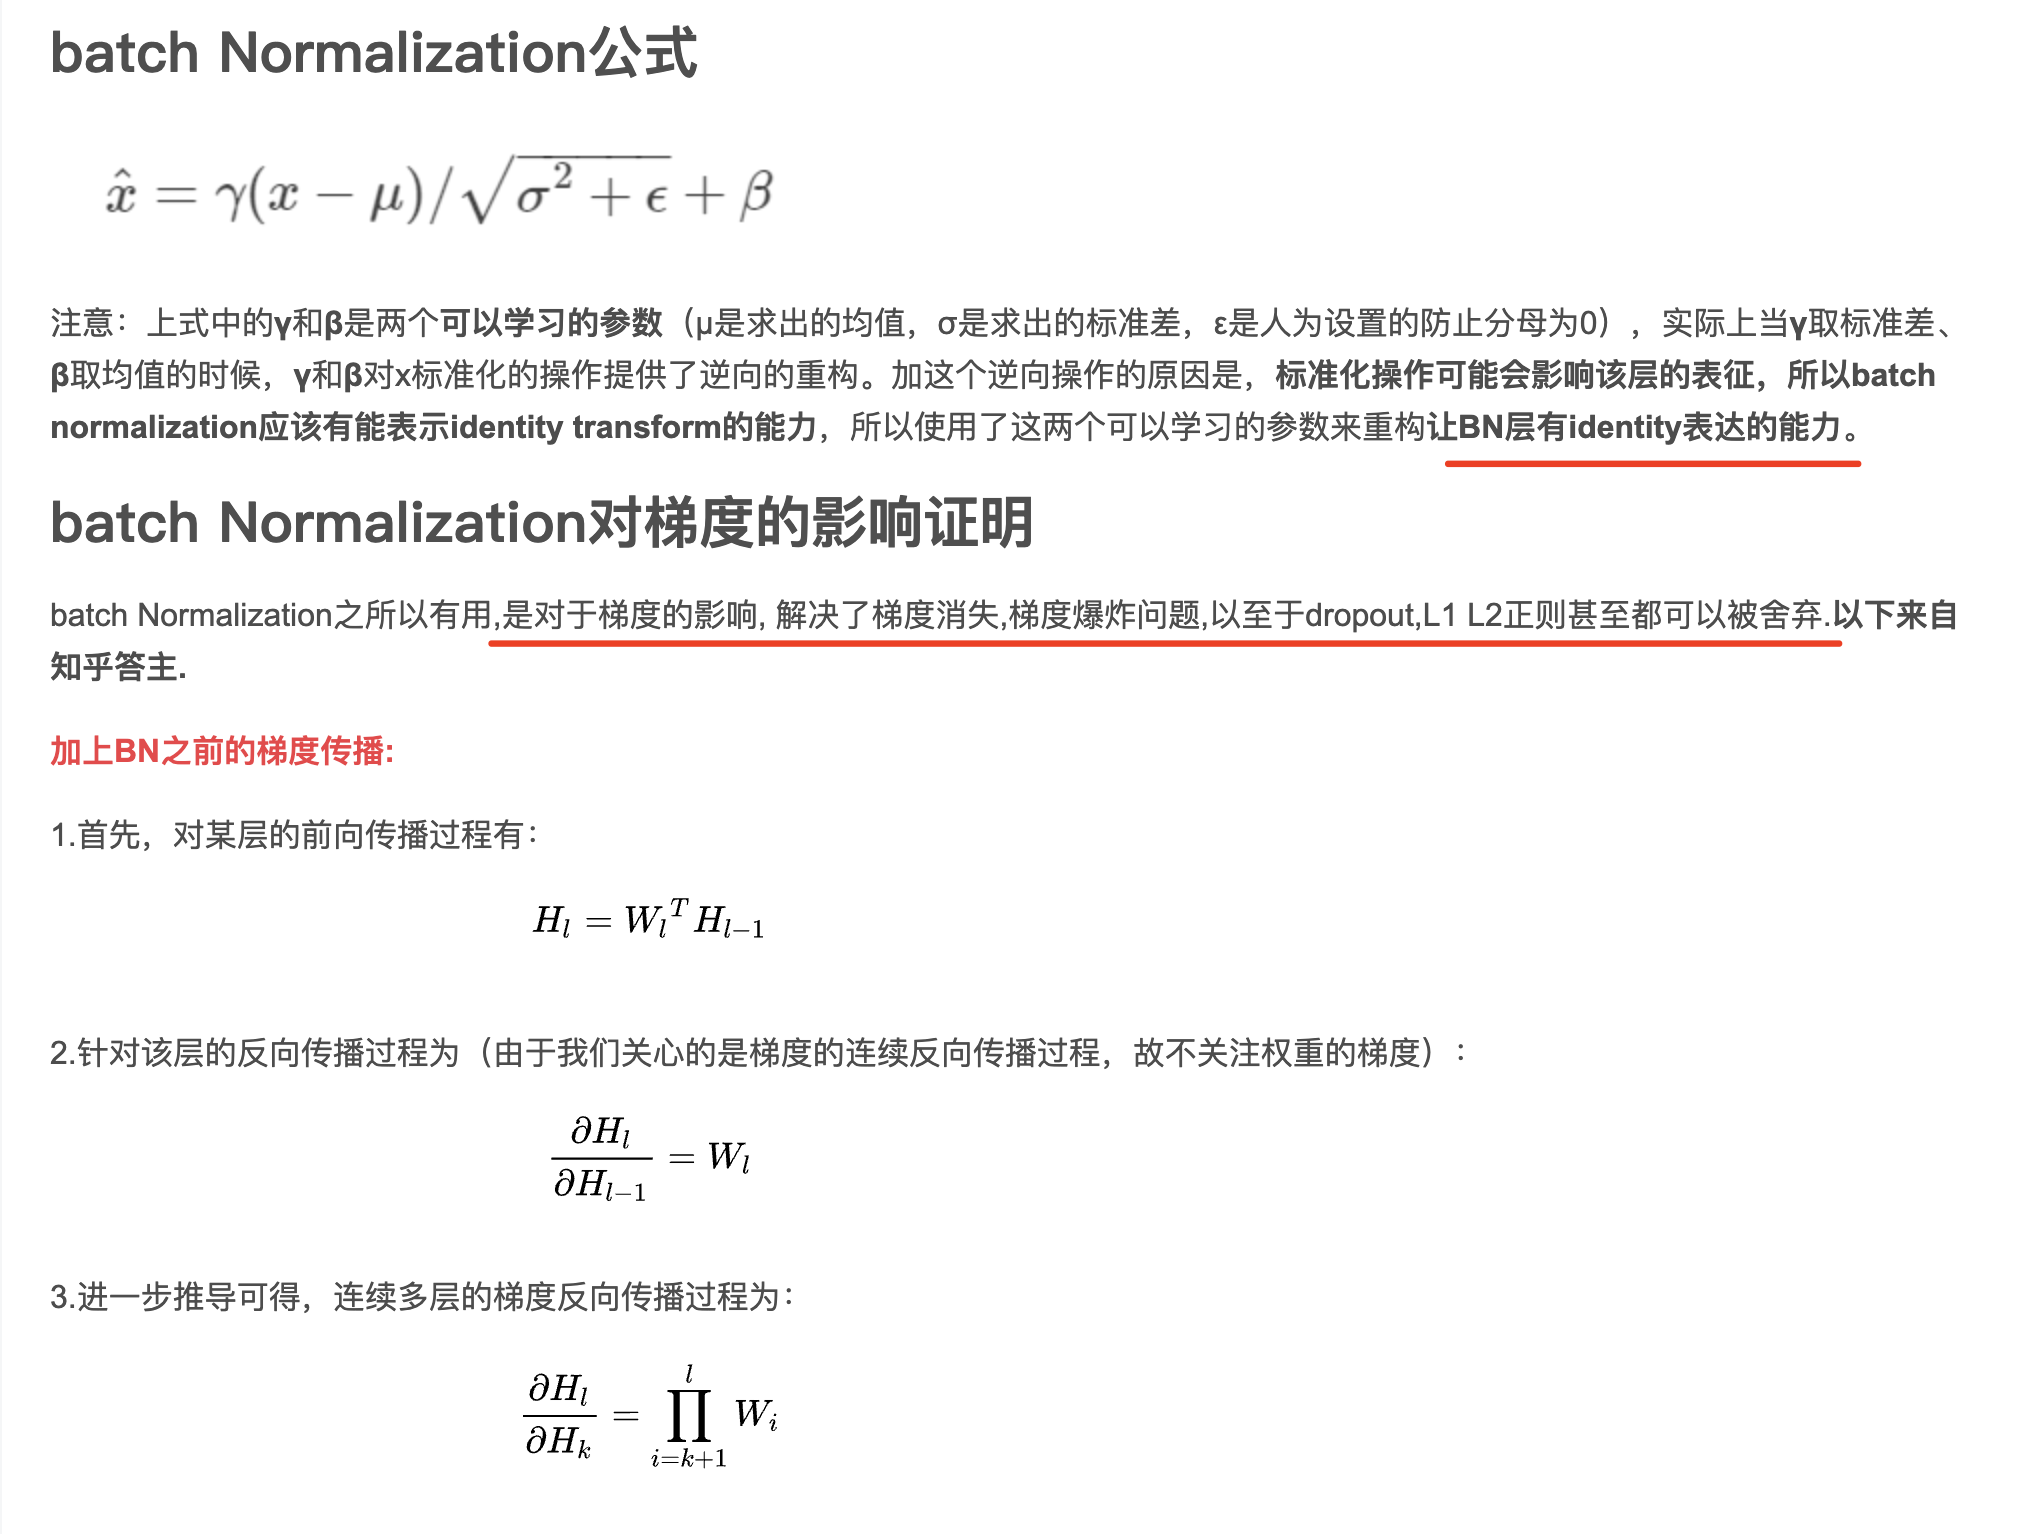 batch Normalization公式
x̂ = γ(x − μ)/√(σ² + ϵ) + β
注意：上式中的γ和β是两个可以学习的参数（μ是求出的均值，σ是求出的标准差，ε是人为设置的防止分母为0），实际上当γ取标准差、
β取均值的时候，γ和β对x标准化的操作提供了逆向的重构。加这个逆向操作的原因是，标准化操作可能会影响该层的表征，所以batch
normalization应该有能表示identity transform的能力，所以使用了这两个可以学习的参数来重构让BN层有identity表达的能力。
batch Normalization对梯度的影响证明
batch Normalization之所以有用,是对于梯度的影响, 解决了梯度消失,梯度爆炸问题,以至于dropout,L1 L2正则甚至都可以被舍弃.以下来自
知乎答主.
加上BN之前的梯度传播:
1.首先，对某层的前向传播过程有：
H_l = W_l^T H_{l−1}
2.针对该层的反向传播过程为（由于我们关心的是梯度的连续反向传播过程，故不关注权重的梯度）：
∂H_l / ∂H_{l−1} = W_l
3.进一步推导可得，连续多层的梯度反向传播过程为：
∂H_l / ∂H_k = ∏_{i=k+1}^{l} W_i